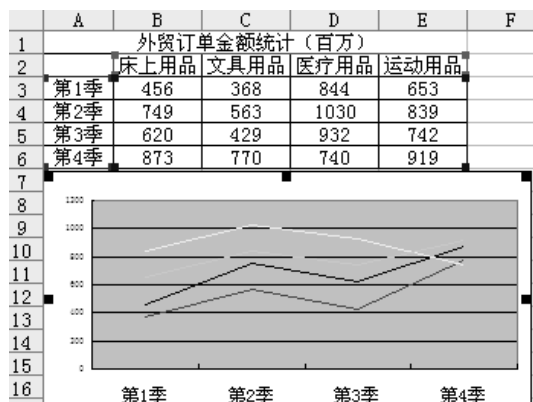 A B C D E F
1 外贸订单金额统计（百万）
2 床上用品 文具用品 医疗用品 运动用品
3 第1季 456 368 844 653
4 第2季 749 563 1030 839
5 第3季 620 429 932 742
6 第4季 873 770 740 919
7
8 1200
9 1000
10 800
11
12 600
13 400
14 200
15 0
16 第1季 第2季 第3季 第4季